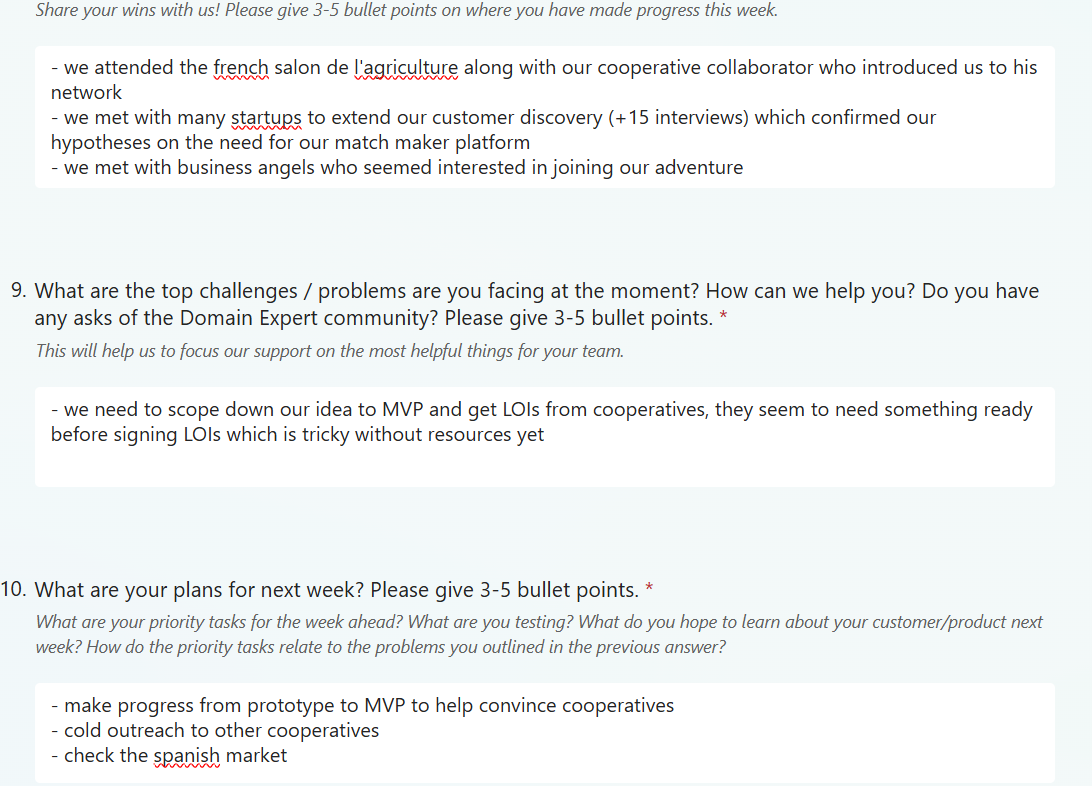 Share your wins with us! Please give 3-5 bullet points on where you have made progress this week.
- we attended the french salon de l'agriculture along with our cooperative collaborator who introduced us to his
network
- we met with many startups to extend our customer discovery (+15 interviews) which confirmed our
hypotheses on the need for our match maker platform
- we met with business angels who seemed interested in joining our adventure
9. What are the top challenges / problems are you facing at the moment? How can we help you? Do you have
any asks of the Domain Expert community? Please give 3-5 bullet points. *
This will help us to focus our support on the most helpful things for your team.
- we need to scope down our idea to MVP and get LOIs from cooperatives, they seem to need something ready
before signing LOIs which is tricky without resources yet
10. What are your plans for next week? Please give 3-5 bullet points. *
What are your priority tasks for the week ahead? What are you testing? What do you hope to learn about your customer/product next
week? How do the priority tasks relate to the problems you outlined in the previous answer?
- make progress from prototype to MVP to help convince cooperatives
- cold outreach to other cooperatives
- check the spanish market